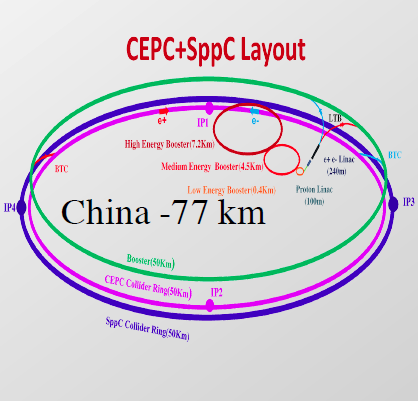 CEPC+SppC Layout
IP1
e+
e-
LTB
High Energy Booster(7.2Km)
Medium Energy Booster(4.5Km)
Low Energy Booster(0.4Km)
e+ e- Linac
(240m)
BTC
BTC
Proton Linac
(100m)
IP4
China -77 km
IP3
Booster(50Km)
CEPC Collider Ring(50Km)
IP2
SppC Collider Ring(50Km)